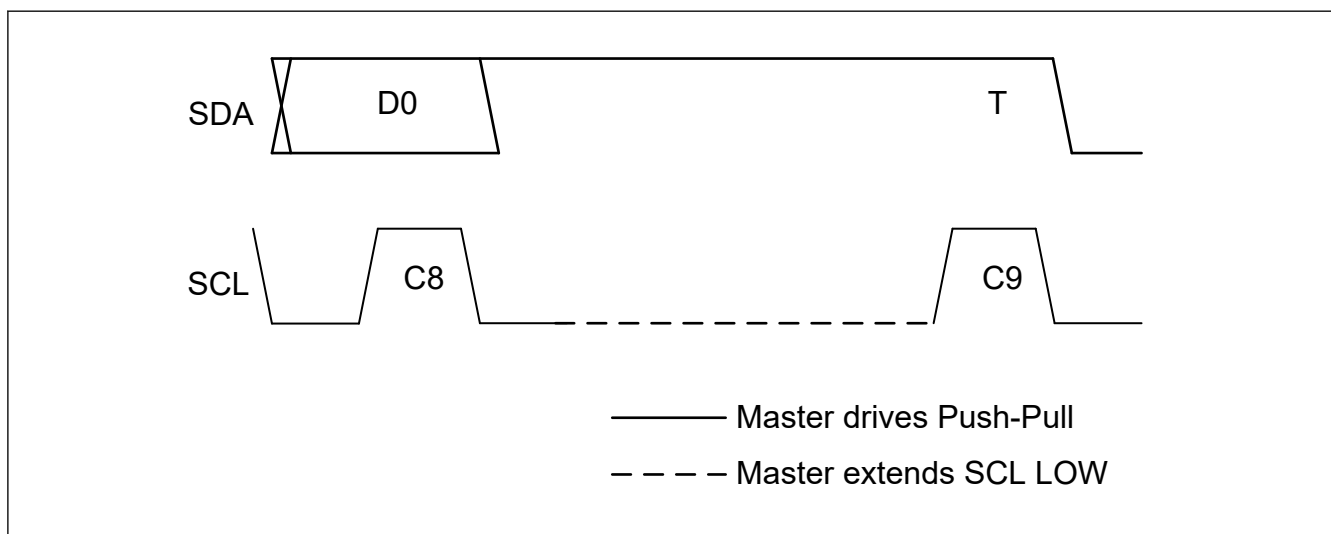 SDA D0 T
SCL C8 C9
Master drives Push-Pull
Master extends SCL LOW